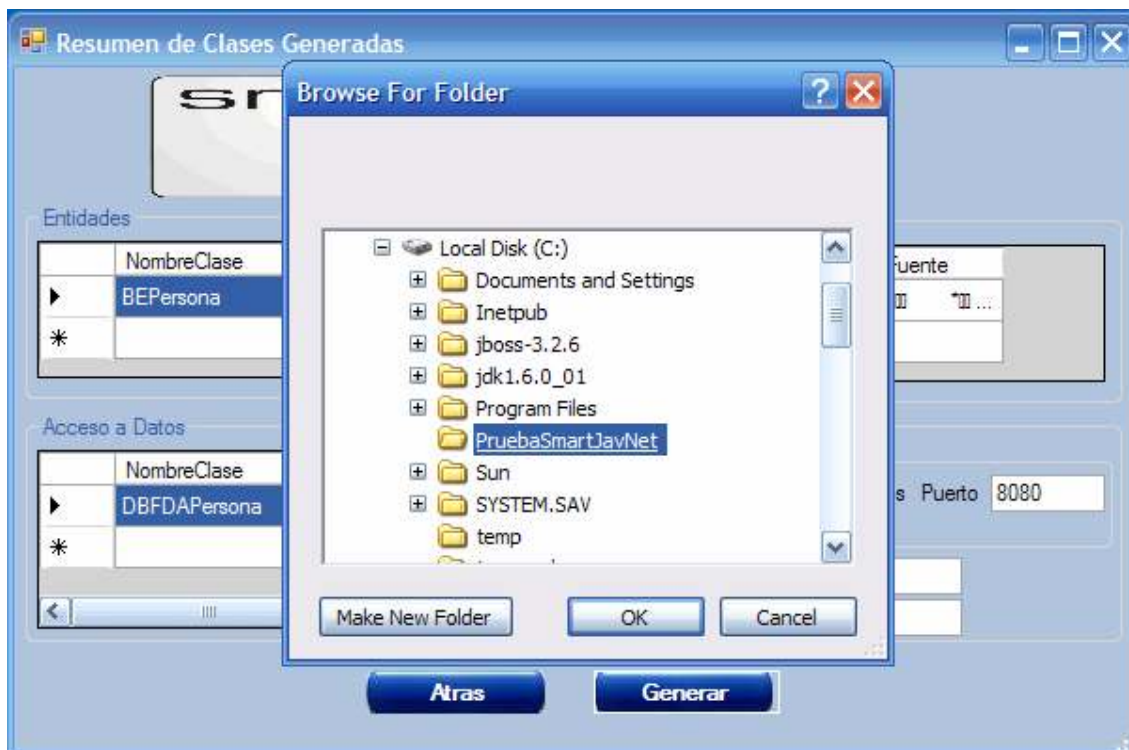 Resumen de Clases Generadas
Browse For Folder
Entidades
NombreClase
BEPersona
Fuente
Local Disk (C:)
Documents and Settings
Inetpub
jboss-3.2.6
jdk1.6.0_01
Program Files
PruebaSmartJavNet
Sun
SYSTEM.SAV
temp
Acceso a Datos
NombreClase
DBFDAPersona
s Puerto 8080
Make New Folder
OK
Cancel
Atras
Generar